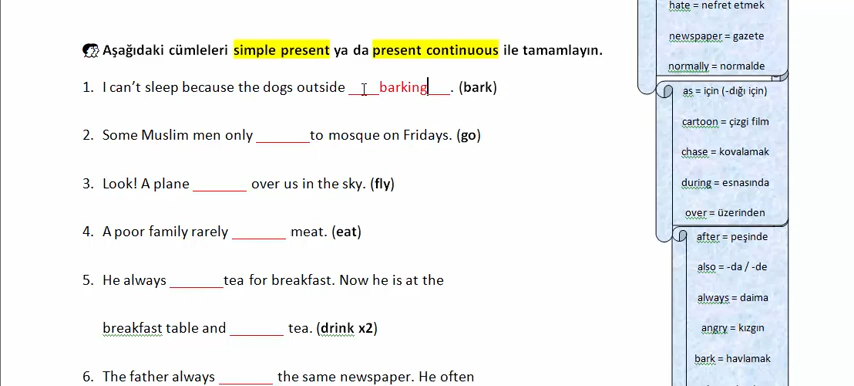 Aşağıdaki cümleleri simple present ya da present continuous ile tamamlayın.
1. I can't sleep because the dogs outside ____barking___. (bark)
2. Some Muslim men only _______to mosque on Fridays. (go)
3. Look! A plane _______ over us in the sky. (fly)
4. A poor family rarely _______ meat. (eat)
5. He always _______tea for breakfast. Now he is at the
breakfast table and _______ tea. (drink x2)
6. The father always _______ the same newspaper. He often
hate = nefret etmek
newspaper = gazete
normally = normalde
as = için (-dığı için)
cartoon = çizgi film
chase = kovalamak
during = esnasında
over = üzerinden
after = peşinde
also = -da / -de
always = daima
angry = kızgın
bark = havlamak